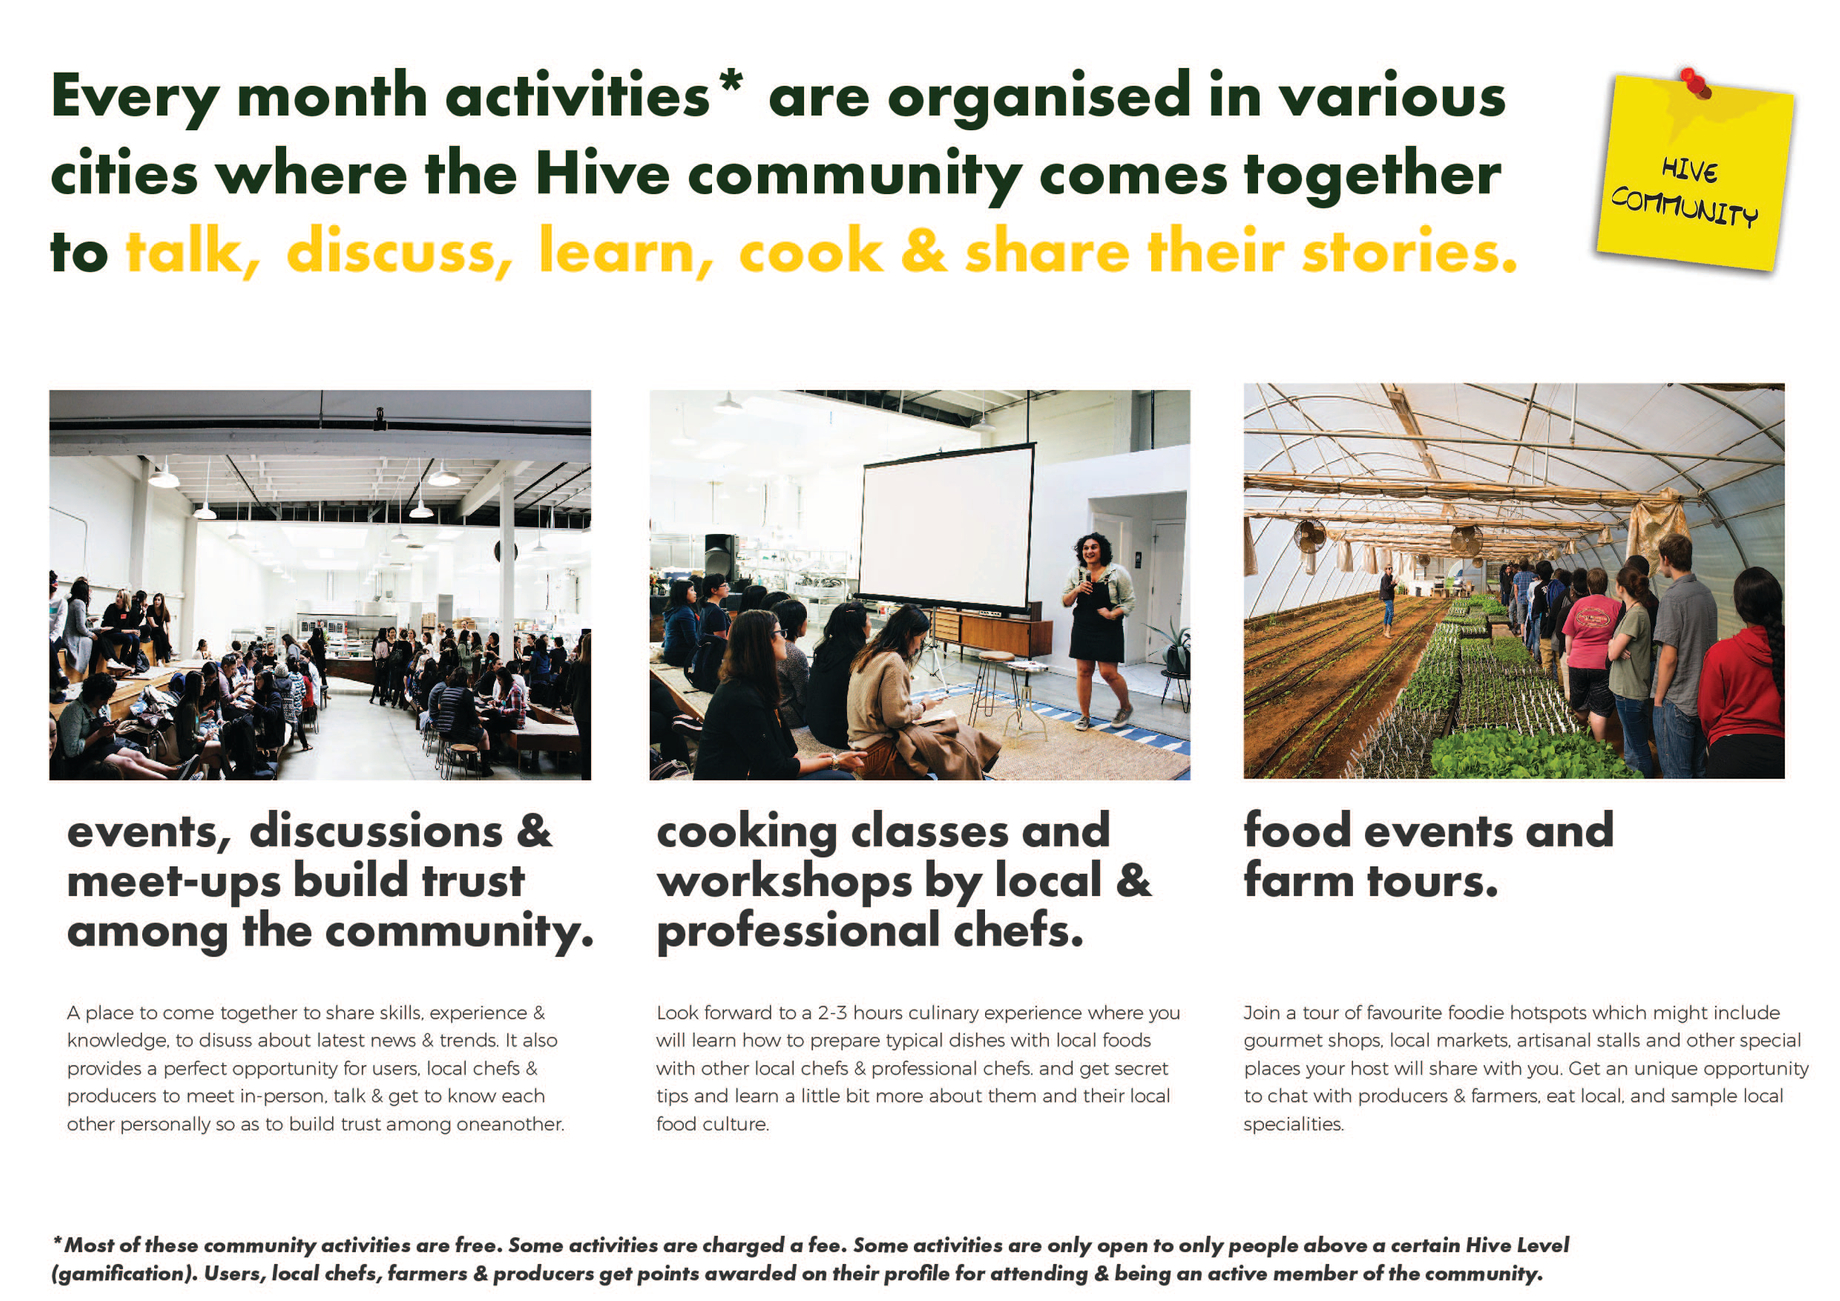 Every month activities* are organised in various
cities where the Hive community comes together
to talk, discuss, learn, cook & share their stories.
HIVE
COMMUNITY
events, discussions &
meet-ups build trust
among the community.
A place to come together to share skills, experience &
knowledge, to disuss about latest news & trends. It also
provides a perfect opportunity for users, local chefs &
producers to meet in-person, talk & get to know each
other personally so as to build trust among oneanother.
cooking classes and
workshops by local &
professional chefs.
Look forward to a 2-3 hours culinary experience where you
will learn how to prepare typical dishes with local foods
with other local chefs & professional chefs. and get secret
tips and learn a little bit more about them and their local
food culture.
food events and
farm tours.
Join a tour of favourite foodie hotspots which might include
gourmet shops, local markets, artisanal stalls and other special
places your host will share with you. Get an unique opportunity
to chat with producers & farmers, eat local, and sample local
specialities.
*Most of these community activities are free. Some activities are charged a fee. Some activities are only open to only people above a certain Hive Level
(gamification). Users, local chefs, farmers & producers get points awarded on their profile for attending & being an active member of the community.